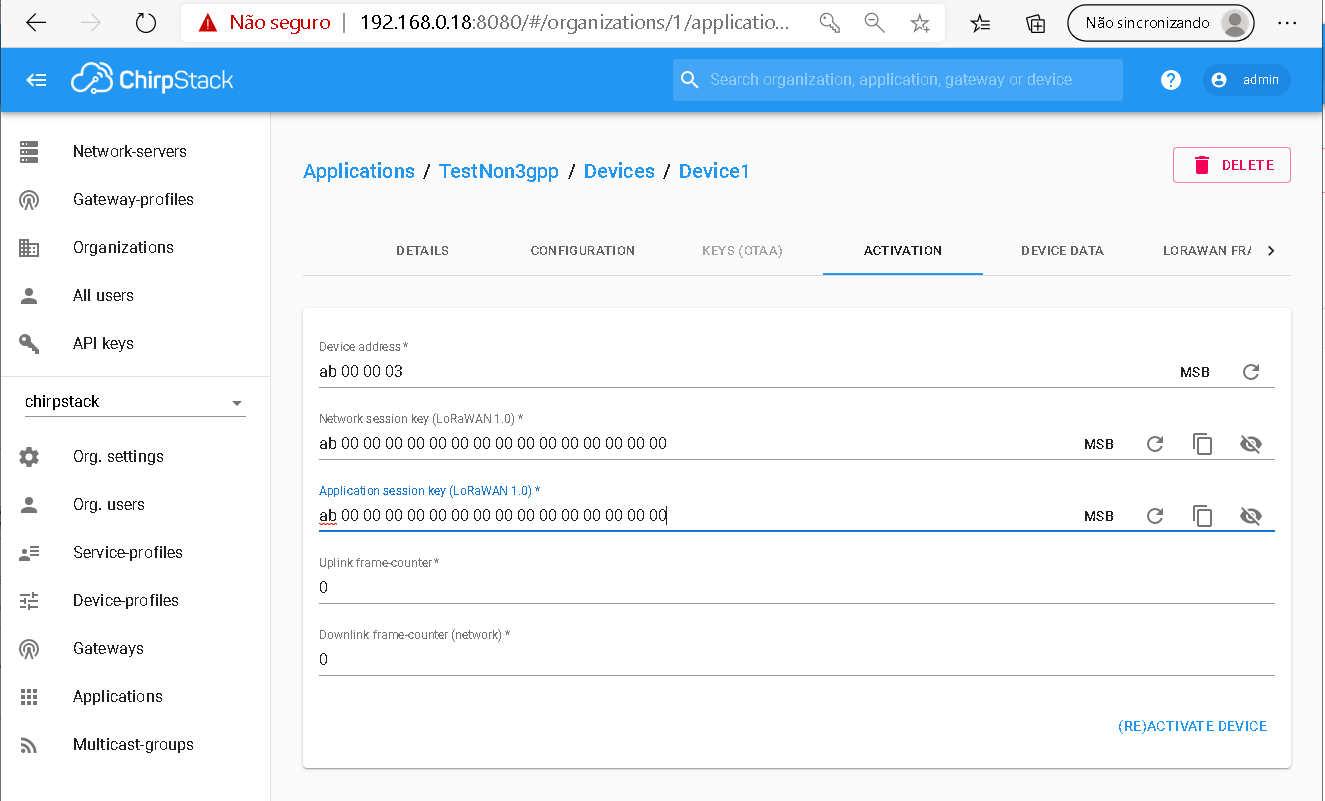 Não seguro | 192.168.0.18:8080/#/organizations/1/applicatio... Não sincronizando
ChirpStack Search organization, application, gateway or device ? admin
Network-servers
Gateway-profiles
Organizations
All users
API keys
chirpstack
Org. settings
Org. users
Service-profiles
Device-profiles
Gateways
Applications
Multicast-groups
Applications / TestNon3gpp / Devices / Device1 DELETE
DETAILS CONFIGURATION KEYS (OTAA) ACTIVATION DEVICE DATA LORAWAN FRA
Device address *
ab 00 00 03 MSB
Network session key (LoRaWAN 1.0) *
ab 00 00 00 00 00 00 00 00 00 00 00 00 00 00 00 MSB
Application session key (LoRaWAN 1.0) *
ab 00 00 00 00 00 00 00 00 00 00 00 00 00 00 00 MSB
Uplink frame-counter *
0
Downlink frame-counter (network) *
0
(RE)ACTIVATE DEVICE